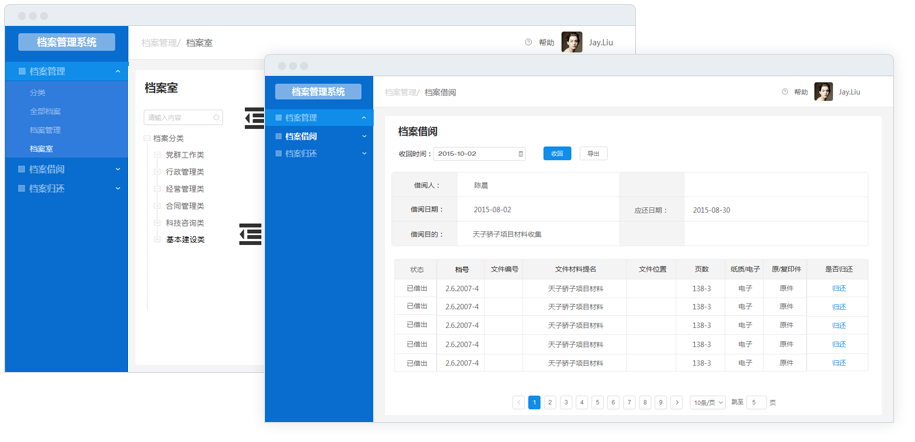 档案管理系统
档案管理/ 档案室
帮助
Jay.Liu
档案管理
分类
全部档案
档案管理
档案室
档案借阅
档案归还
档案室
请输入内容
档案分类
党群工作类
行政管理类
经营管理类
合同管理类
科技咨询类
基本建设类
档案管理系统
档案管理/ 档案借阅
帮助
Jay.Liu
档案管理
档案借阅
档案归还
档案借阅
收回时间： 2015-10-02 收回 导出
借阅人： 陈晨
借阅日期： 2015-08-02 应还日期： 2015-08-30
借阅目的： 天子骄子项目材料收集
状态 档号 文件编号 文件材料提名 文件位置 页数 纸质/电子 原/复印件 是否归还
已借出 2.6.2007-4 天子骄子项目材料 138-3 电子 原件 归还
已借出 2.6.2007-4 天子骄子项目材料 138-3 电子 原件 归还
已借出 2.6.2007-4 天子骄子项目材料 138-3 电子 原件 归还
已借出 2.6.2007-4 天子骄子项目材料 138-3 电子 原件 归还
已借出 2.6.2007-4 天子骄子项目材料 138-3 电子 原件 归还
< 1 2 3 4 5 6 7 8 9 > 10条/页 跳至 5 页